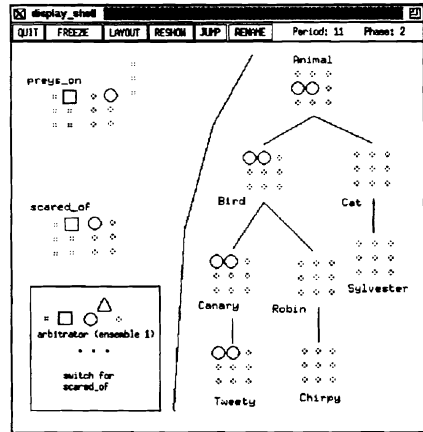 display_shell
QUIT FREEZE LAYOUT RESHOW JUMP RENAME Period: 11 Phase: 2
Animal
preys_on
Bird
Cat
scared_of
Sylvester
Canary
Robin
arbitrator (ensemble 1)
switch for
scared_of
Tweety
Chirpy